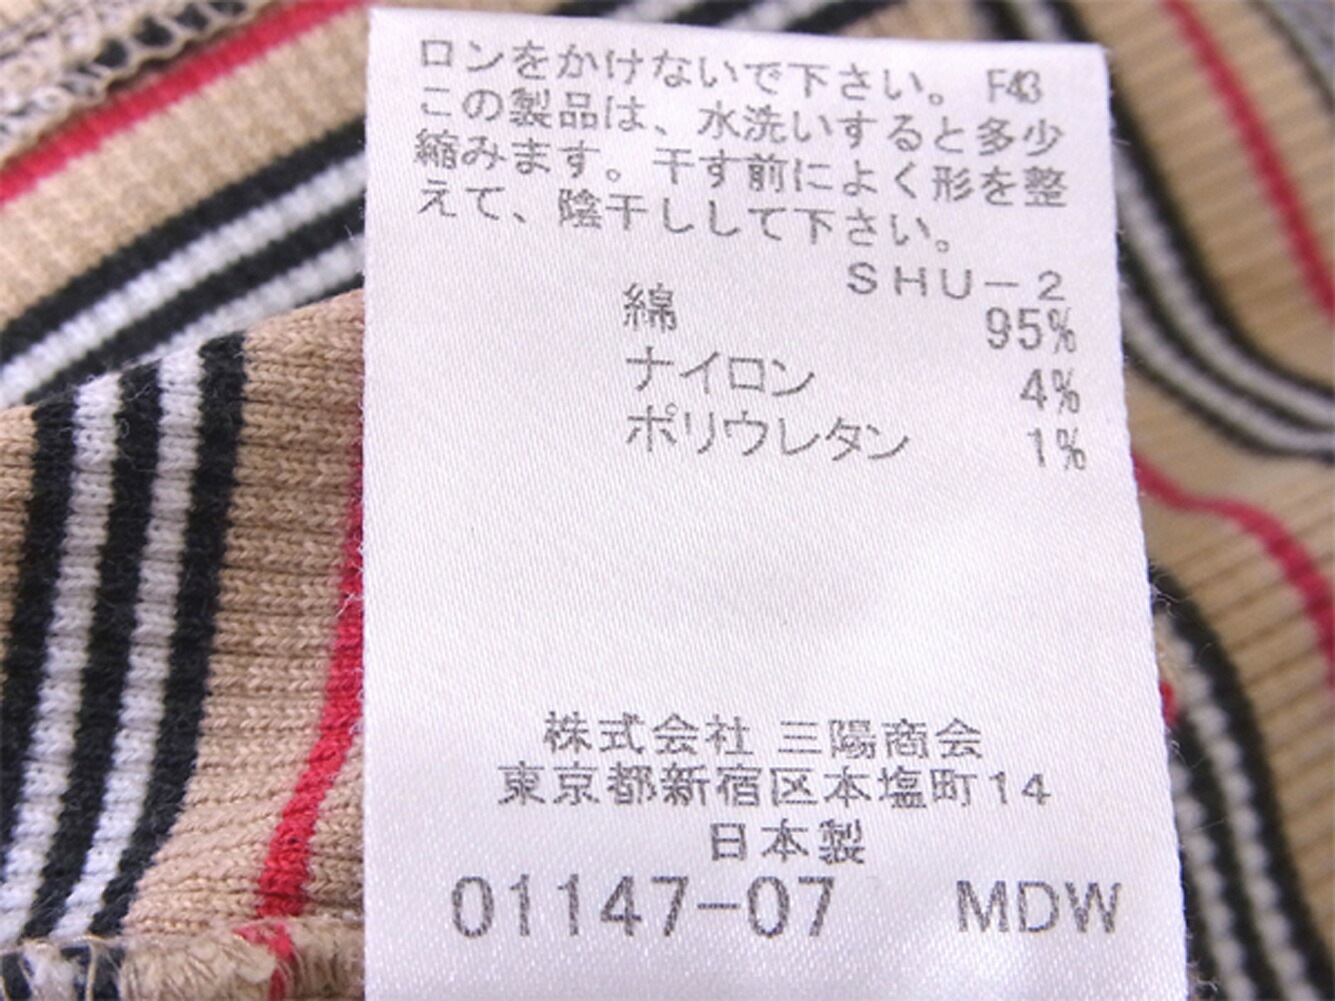 ロンをかけないで下さい。 F43
この製品は、水洗いすると多少
縮みます。干す前によく形を整
えて、陰干しして下さい。
SHU-2
綿 95%
ナイロン 4%
ポリウレタン 1%
株式会社 三陽商会
東京都新宿区本塩町14
日本製
01147-07 MDW